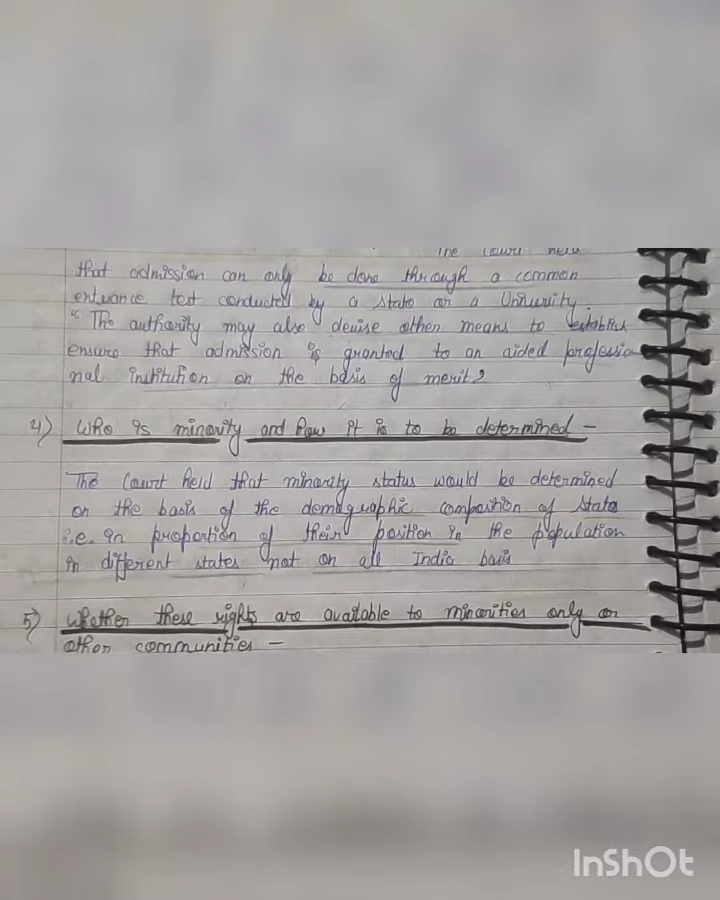 The Court held
that admission can only be done through a common
entrance test conducted by a State or a University.
"The authority may also devise other means to establish
ensure that admission is granted to an aided professio
nal institution on the basis of merit"
4) Who is minority and how it is to be determined -
The Court held that minority status would be determined
on the basis of the demographic composition of State
i.e. in proportion of their position in the population
in different states not on all India basis
5) Whether these rights are available to minorities only or
other communities -
InShOt